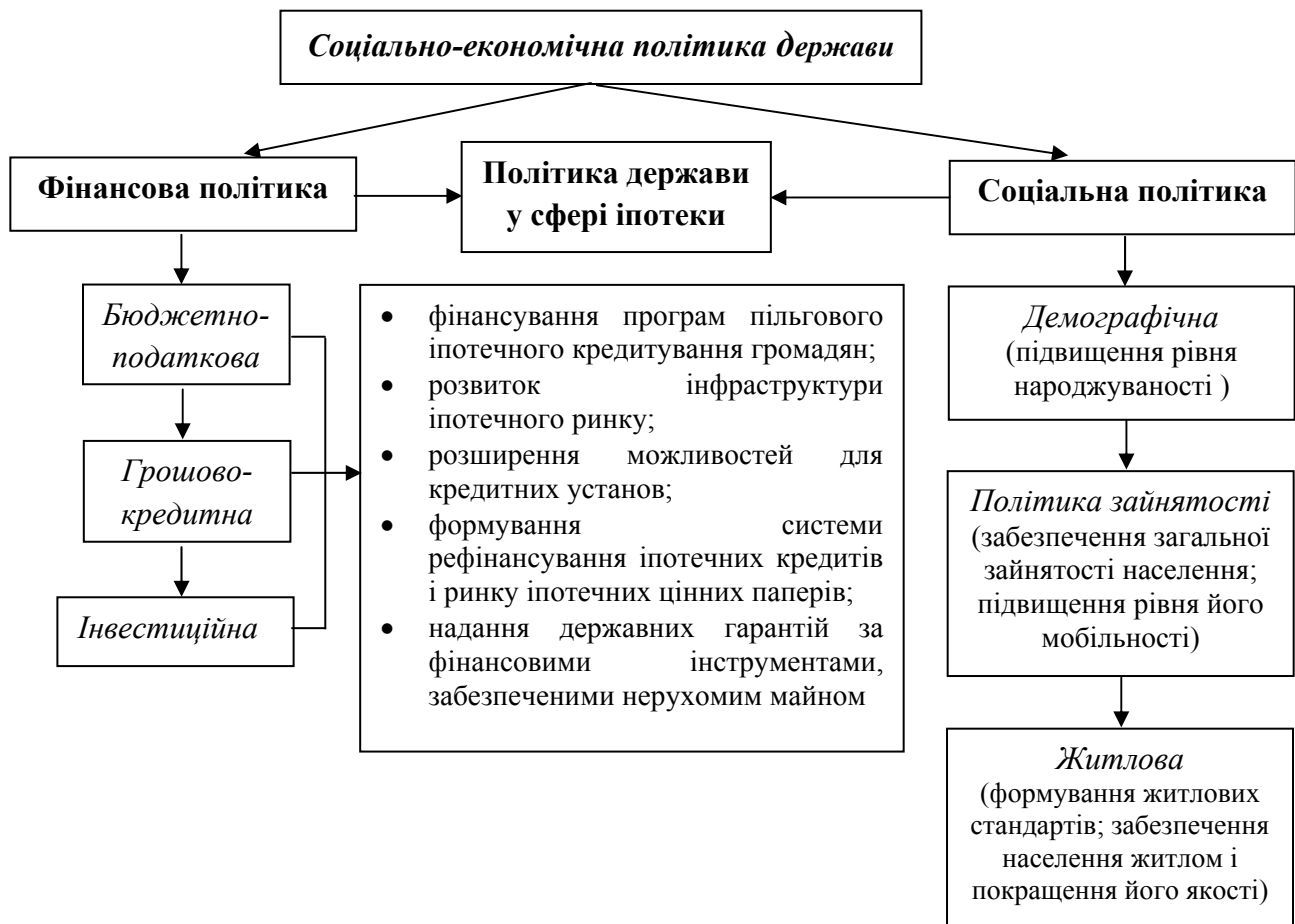 Соціально-економічна політика держави
Фінансова політика
Політика держави
у сфері іпотеки
Соціальна політика
Бюджетно-
податкова
Грошово-
кредитна
Інвестиційна
• фінансування програм пільгового
іпотечного кредитування громадян;
• розвиток інфраструктури
іпотечного ринку;
• розширення можливостей для
кредитних установ;
• формування системи
рефінансування іпотечних кредитів
і ринку іпотечних цінних паперів;
• надання державних гарантій за
фінансовими інструментами,
забезпеченими нерухомим майном
Демографічна
(підвищення рівня
народжуваності )
Політика зайнятості
(забезпечення загальної
зайнятості населення;
підвищення рівня його
мобільності)
Житлова
(формування житлових
стандартів; забезпечення
населення житлом і
покращення його якості)